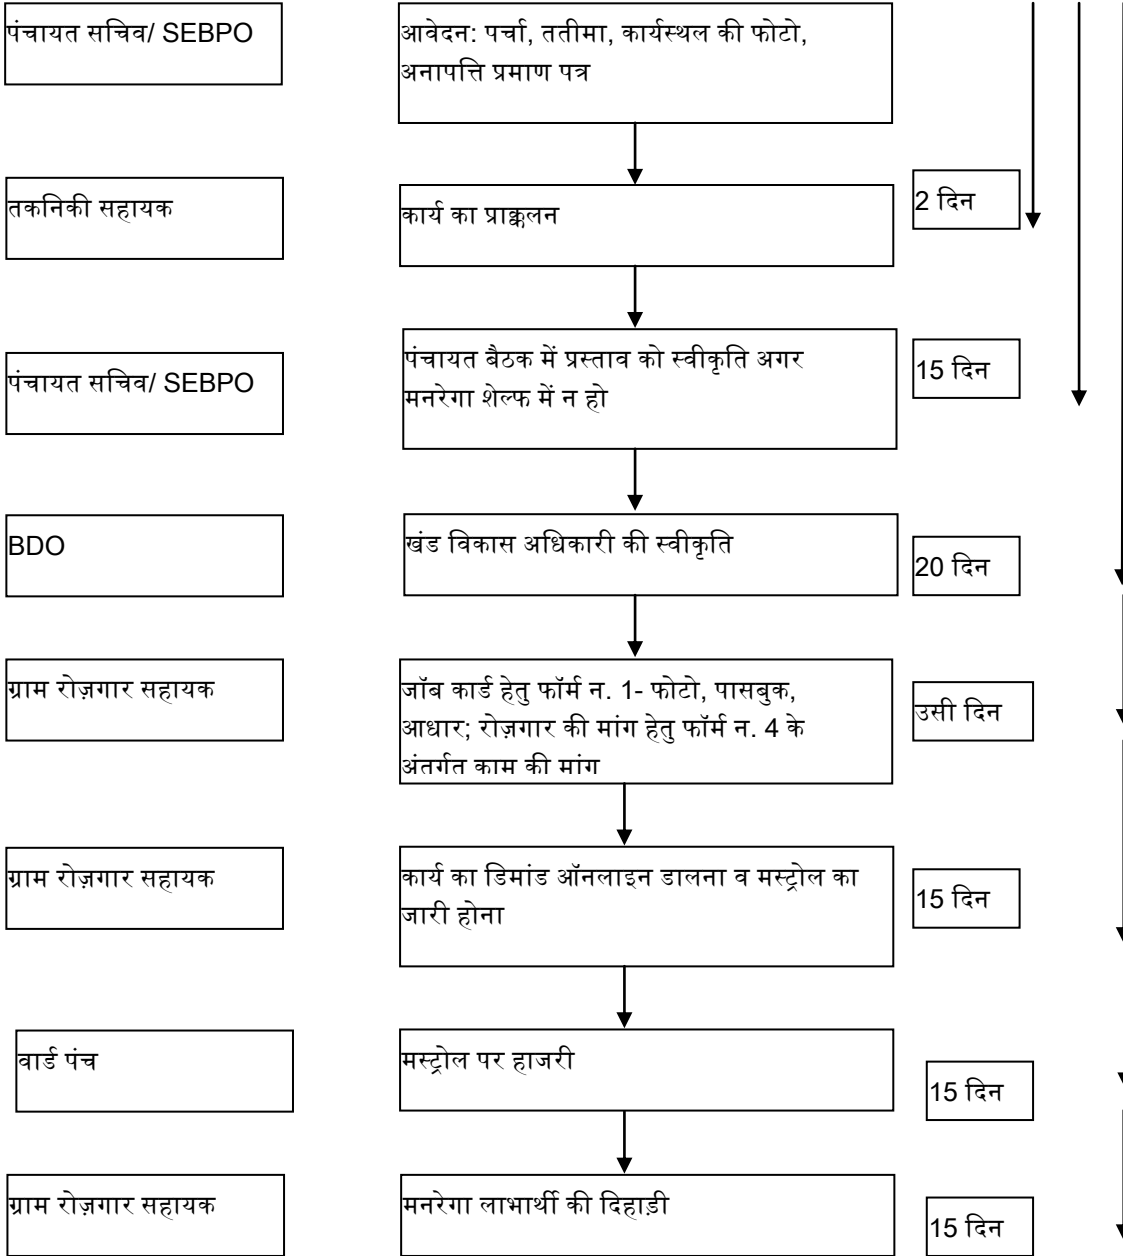 पंचायत सचिव/ SEBPO
आवेदन: पर्चा, ततीमा, कार्यस्थल की फोटो,
अनापत्ति प्रमाण पत्र
तकनिकी सहायक
कार्य का प्राक्कलन
2 दिन
पंचायत सचिव/ SEBPO
पंचायत बैठक में प्रस्ताव को स्वीकृति अगर
मनरेगा शेल्फ में न हो
15 दिन
BDO
खंड विकास अधिकारी की स्वीकृति
20 दिन
ग्राम रोज़गार सहायक
जॉब कार्ड हेतु फॉर्म न. 1- फोटो, पासबुक,
आधार; रोज़गार की मांग हेतु फॉर्म न. 4 के
अंतर्गत काम की मांग
उसी दिन
ग्राम रोज़गार सहायक
कार्य का डिमांड ऑनलाइन डालना व मस्ट्रोल का
जारी होना
15 दिन
वार्ड पंच
मस्ट्रोल पर हाजरी
15 दिन
ग्राम रोज़गार सहायक
मनरेगा लाभार्थी की दिहाड़ी
15 दिन